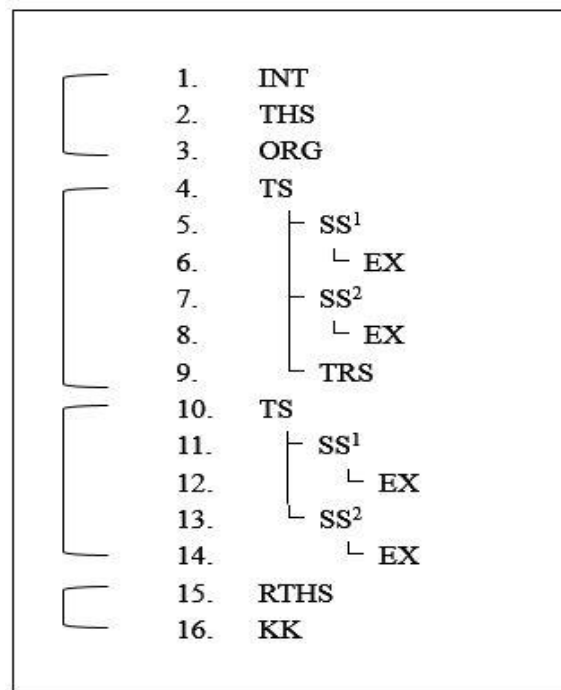 1. INT
2. THS
3. ORG
4. TS
5. SS¹
6. EX
7. SS²
8. EX
9. TRS
10. TS
11. SS¹
12. EX
13. SS²
14. EX
15. RTHS
16. KK